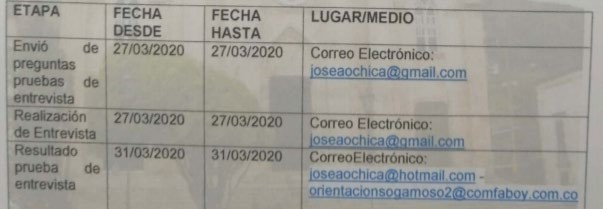 ETAPA FECHA DESDE FECHA HASTA LUGAR/MEDIO
Envió de preguntas pruebas de entrevista 27/03/2020 27/03/2020 Correo Electrónico: joseaochica@gmail.com
Realización de Entrevista 27/03/2020 27/03/2020 Correo Electrónico: joseaochica@gmail.com
Resultado prueba de entrevista 31/03/2020 31/03/2020 CorreoElectrónico: joseaochica@hotmail.com - orientacionsogamoso2@comfaboy.com.co